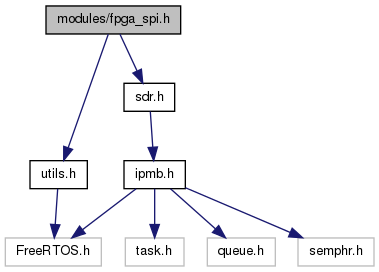 modules/fpga_spi.h
sdr.h
utils.h
ipmb.h
FreeRTOS.h
task.h
queue.h
semphr.h